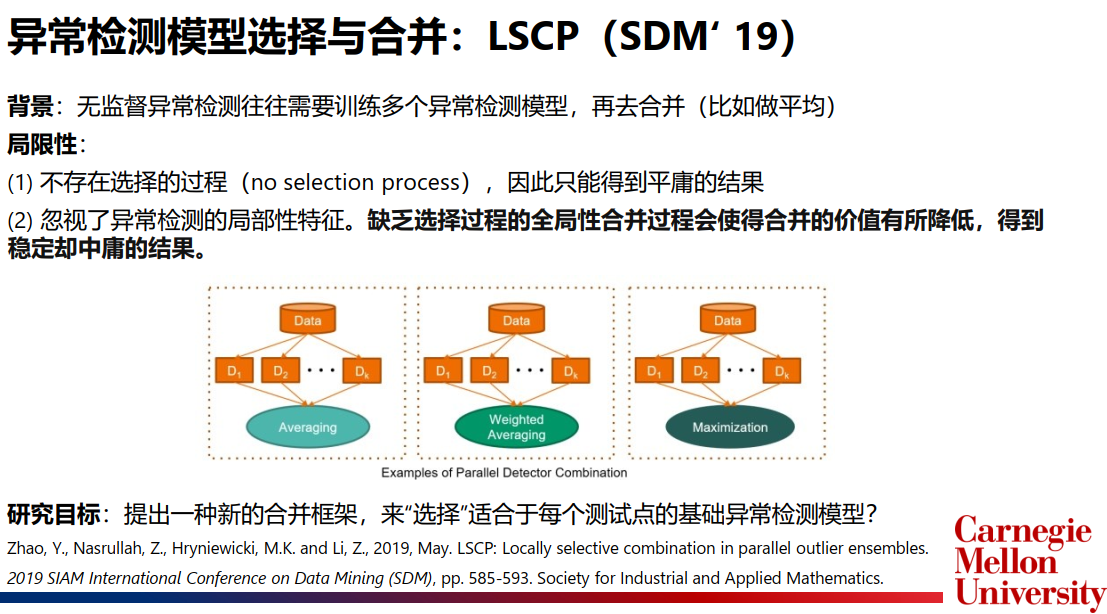 异常检测模型选择与合并：LSCP（SDM‘ 19）
背景：无监督异常检测往往需要训练多个异常检测模型，再去合并（比如做平均）
局限性：
(1) 不存在选择的过程（no selection process），因此只能得到平庸的结果
(2) 忽视了异常检测的局部性特征。缺乏选择过程的全局性合并过程会使得合并的价值有所降低，得到
稳定却中庸的结果。
Data
D1 D2 ··· Dk
Averaging
Data
D1 D2 ··· Dk
Weighted
Averaging
Data
D1 D2 ··· Dk
Maximization
Examples of Parallel Detector Combination
研究目标：提出一种新的合并框架，来“选择”适合于每个测试点的基础异常检测模型？
Zhao, Y., Nasrullah, Z., Hryniewicki, M.K. and Li, Z., 2019, May. LSCP: Locally selective combination in parallel outlier ensembles.
2019 SIAM International Conference on Data Mining (SDM), pp. 585-593. Society for Industrial and Applied Mathematics.
Carnegie
Mellon
University